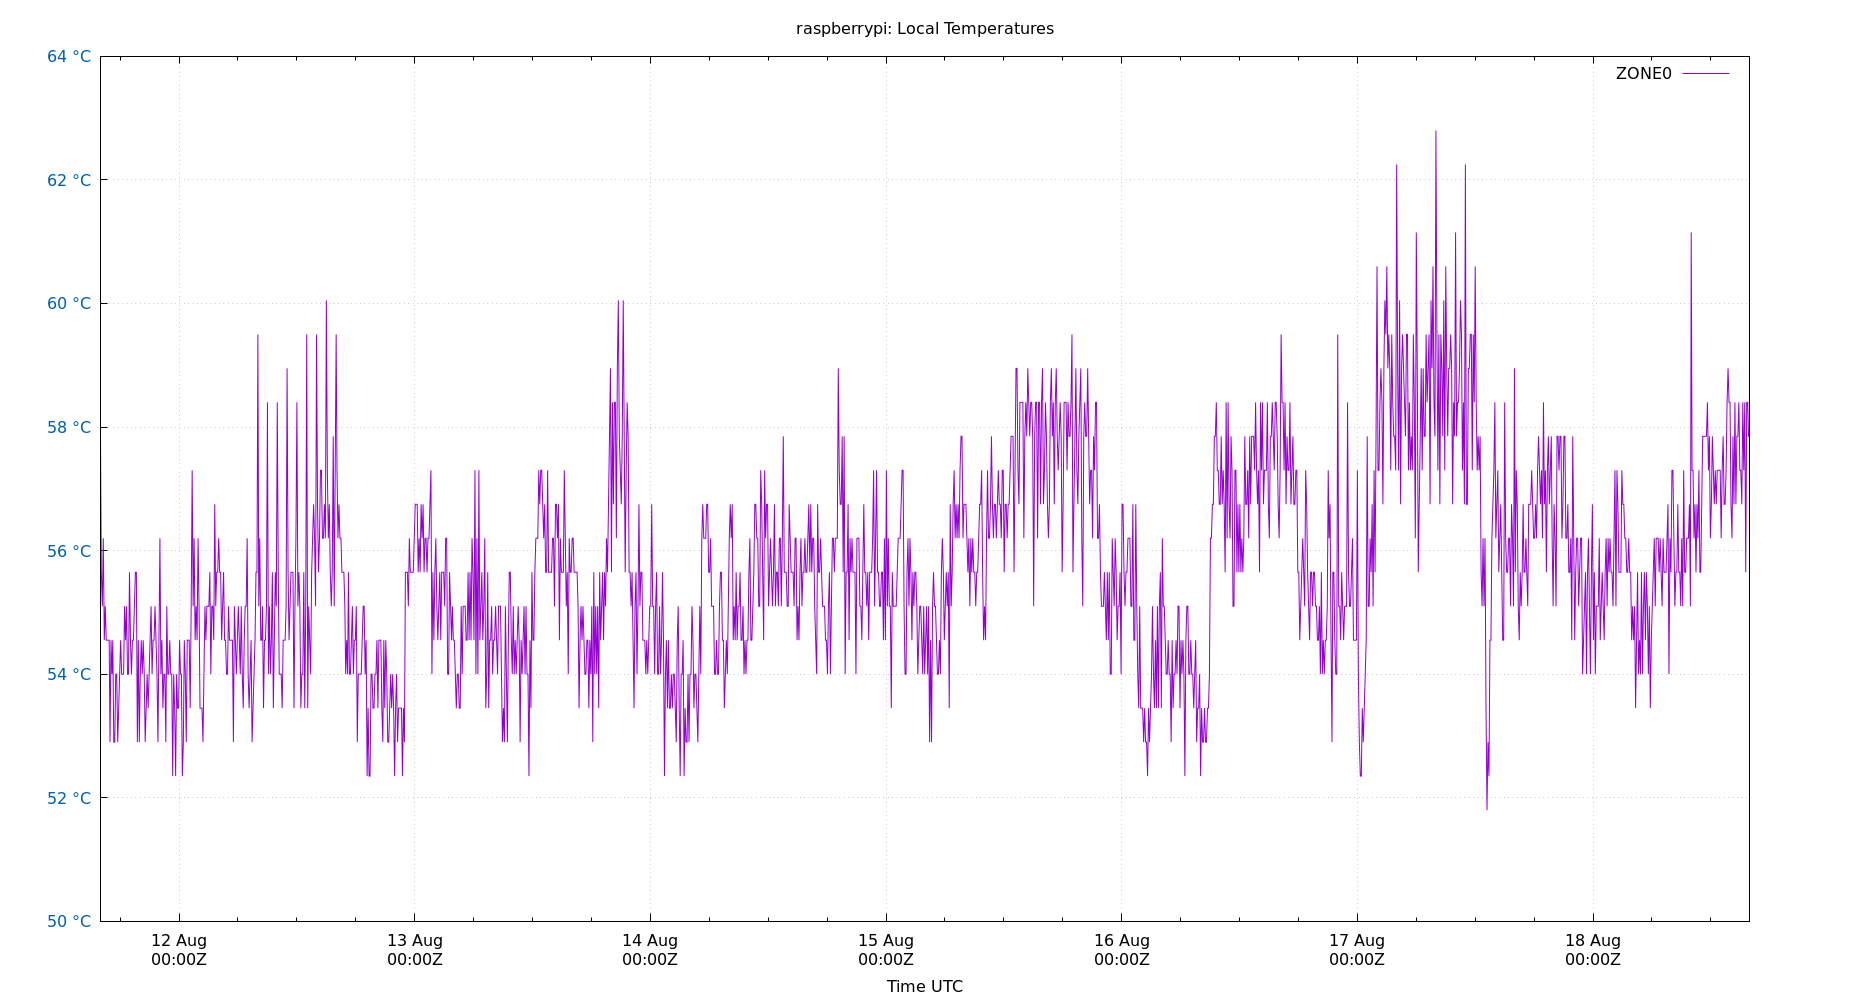 raspberrypi: Local Temperatures
64 °C
ZONE0
62 °C
60 °C
58 °C
56 °C
54 °C
52 °C
50 °C
12 Aug 13 Aug 14 Aug 15 Aug 16 Aug 17 Aug 18 Aug
00:00Z 00:00Z 00:00Z 00:00Z 00:00Z 00:00Z 00:00Z
Time UTC